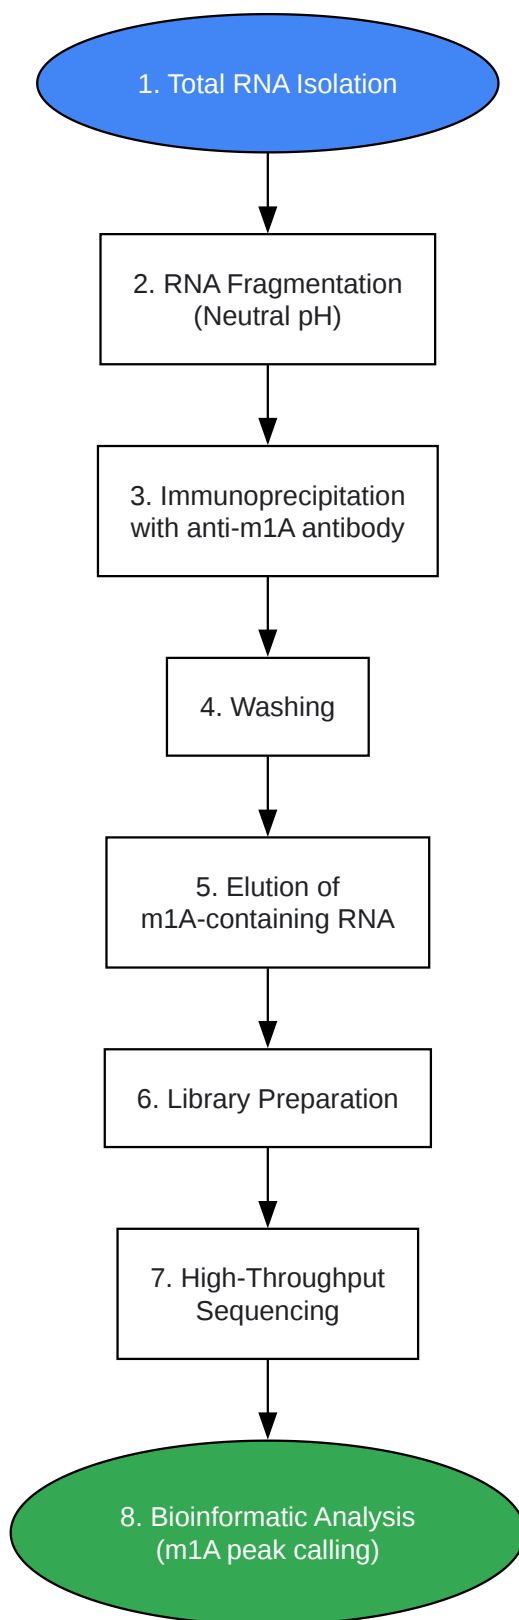 1. Total RNA Isolation
2. RNA Fragmentation
(Neutral pH)
3. Immunoprecipitation
with anti-m1A antibody
4. Washing
5. Elution of
m1A-containing RNA
6. Library Preparation
7. High-Throughput
Sequencing
8. Bioinformatic Analysis
(m1A peak calling)